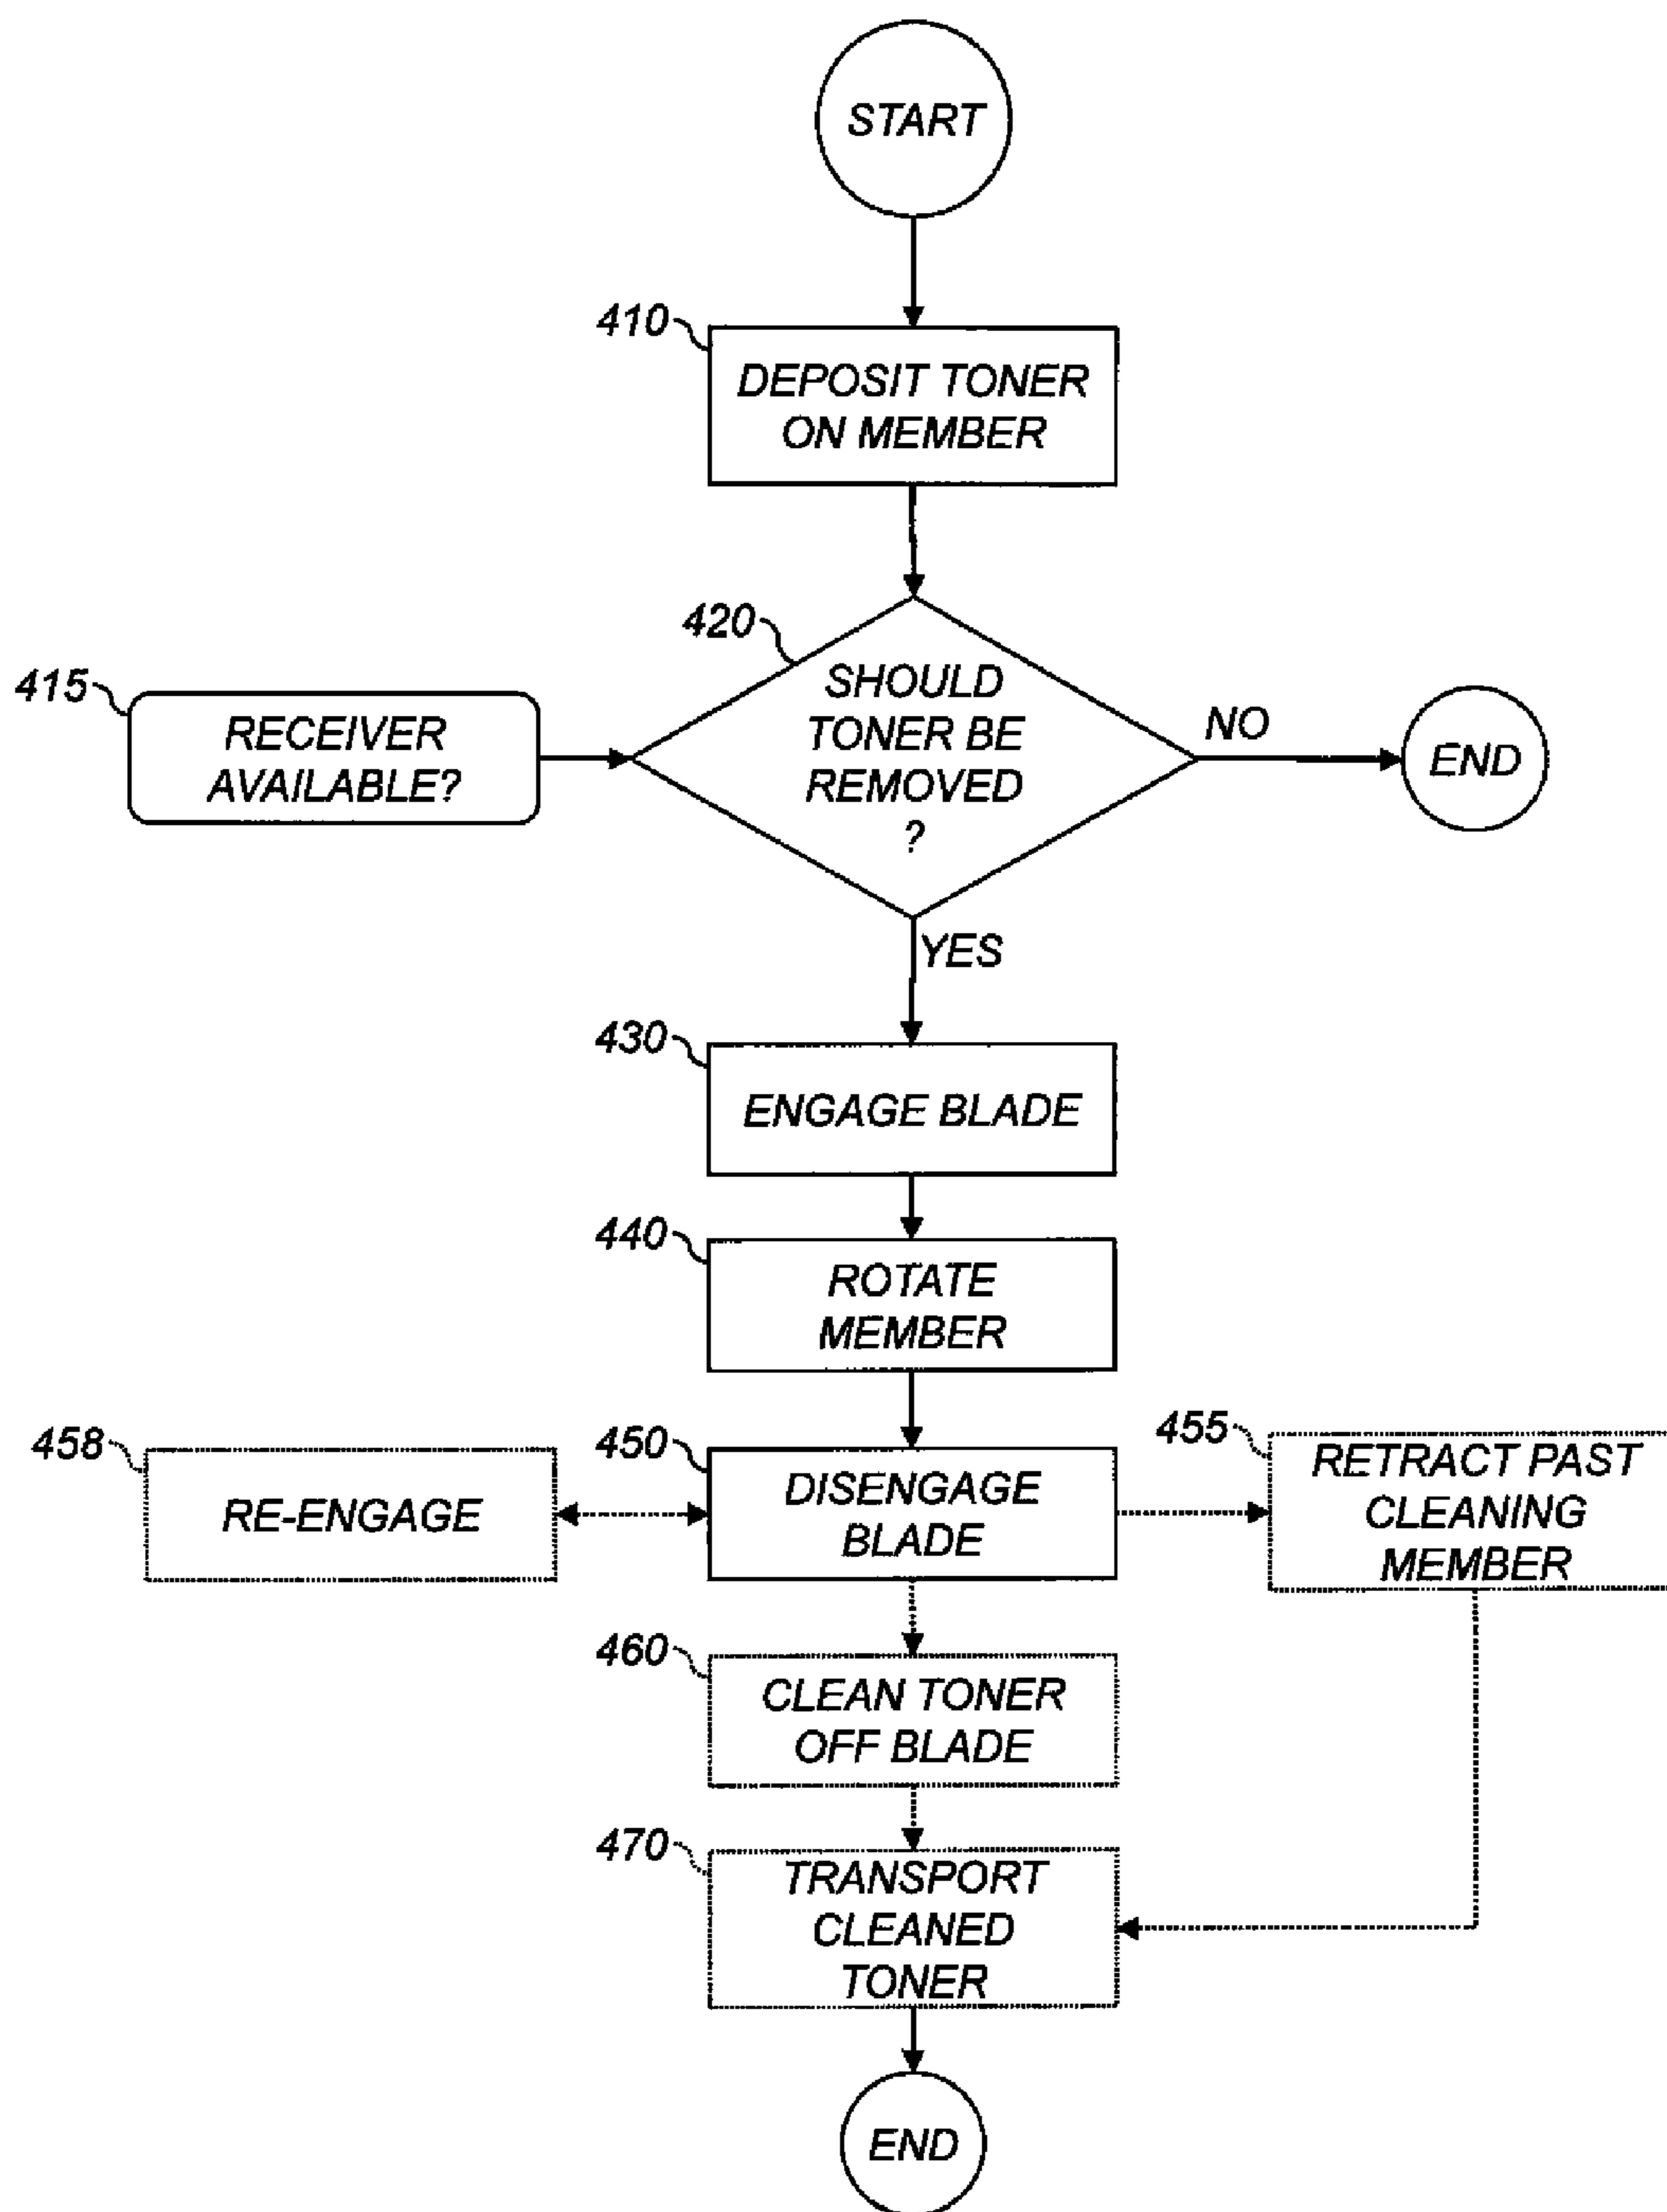 START
410
DEPOSIT TONER
ON MEMBER
420
SHOULD
TONER BE
REMOVED
?
415
RECEIVER
AVAILABLE?
NO
END
YES
430
ENGAGE BLADE
440
ROTATE
MEMBER
458
RE-ENGAGE
450
DISENGAGE
BLADE
455
RETRACT PAST
CLEANING
MEMBER
460
CLEAN TONER
OFF BLADE
470
TRANSPORT
CLEANED
TONER
END